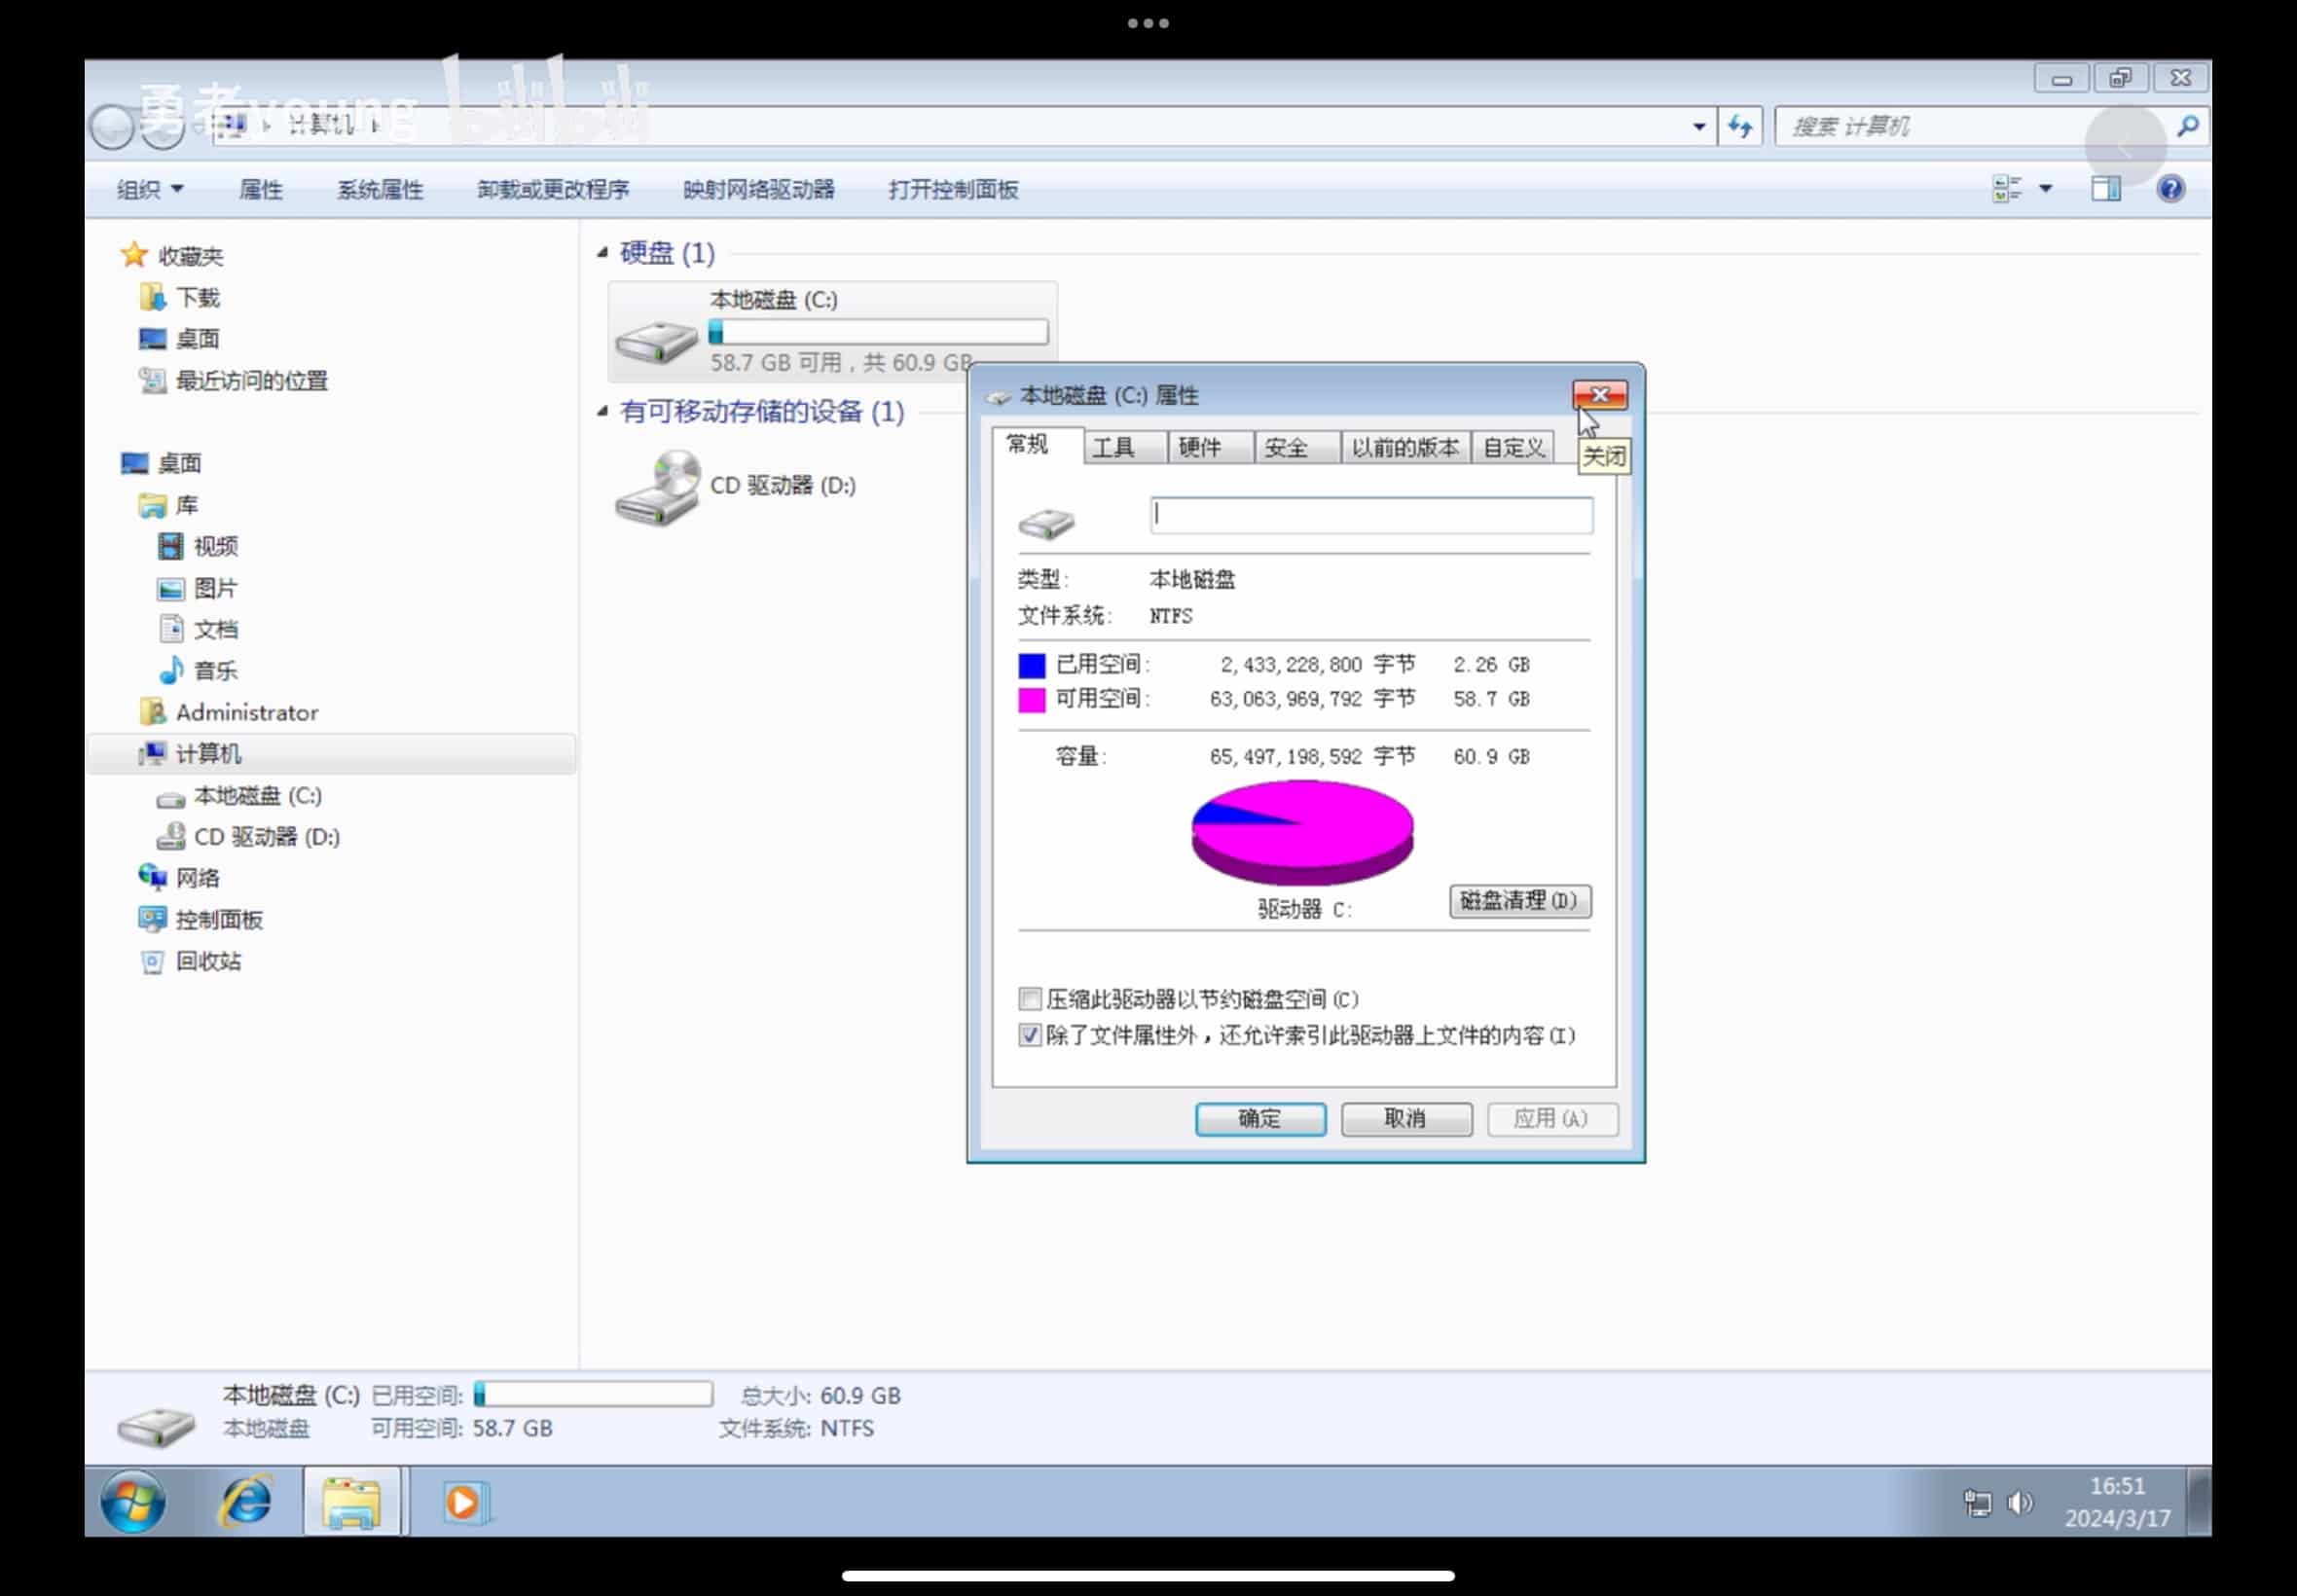 勇者young bilibili
计算机
搜索 计算机
组织 属性 系统属性 卸载或更改程序 映射网络驱动器 打开控制面板
收藏夹
下载
桌面
最近访问的位置
桌面
库
视频
图片
文档
音乐
Administrator
计算机
本地磁盘 (C:)
CD 驱动器 (D:)
网络
控制面板
回收站
硬盘 (1)
本地磁盘 (C:)
58.7 GB 可用，共 60.9 GB
有可移动存储的设备 (1)
CD 驱动器 (D:)
本地磁盘 (C:) 属性
关闭
常规 工具 硬件 安全 以前的版本 自定义
类型: 本地磁盘
文件系统: NTFS
已用空间: 2,433,228,800 字节 2.26 GB
可用空间: 63,063,969,792 字节 58.7 GB
容量: 65,497,198,592 字节 60.9 GB
驱动器 C:
磁盘清理(D)
压缩此驱动器以节约磁盘空间(C)
除了文件属性外，还允许索引此驱动器上文件的内容(I)
确定 取消 应用(A)
本地磁盘 (C:) 已用空间: 总大小: 60.9 GB
本地磁盘 可用空间: 58.7 GB 文件系统: NTFS
16:51
2024/3/17